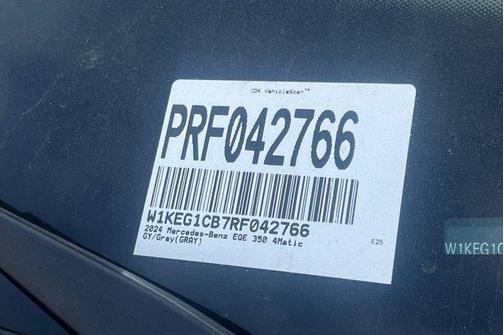 CDK VehicleScan™
PRF042766
W1KEG1CB7RF042766
2024 Mercedes-Benz EQE 350 4Matic
GY/Gray(GRAY)
E25
W1KEG1C